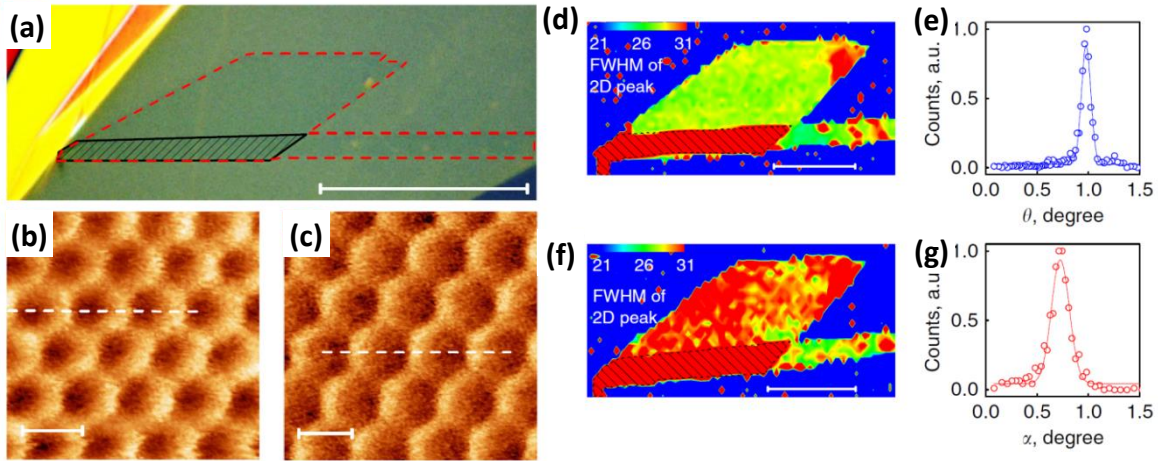 (a)
(b)
(c)
(d)
21 26 31
FWHM of
2D peak
(e)
Counts, a.u.
1.0
0.5
0.0
0.0 0.5 1.0 1.5
θ, degree
(f)
21 26 31
FWHM of
2D peak
(g)
Counts, a.u
1.0
0.5
0.0
0.0 0.5 1.0 1.5
α, degree